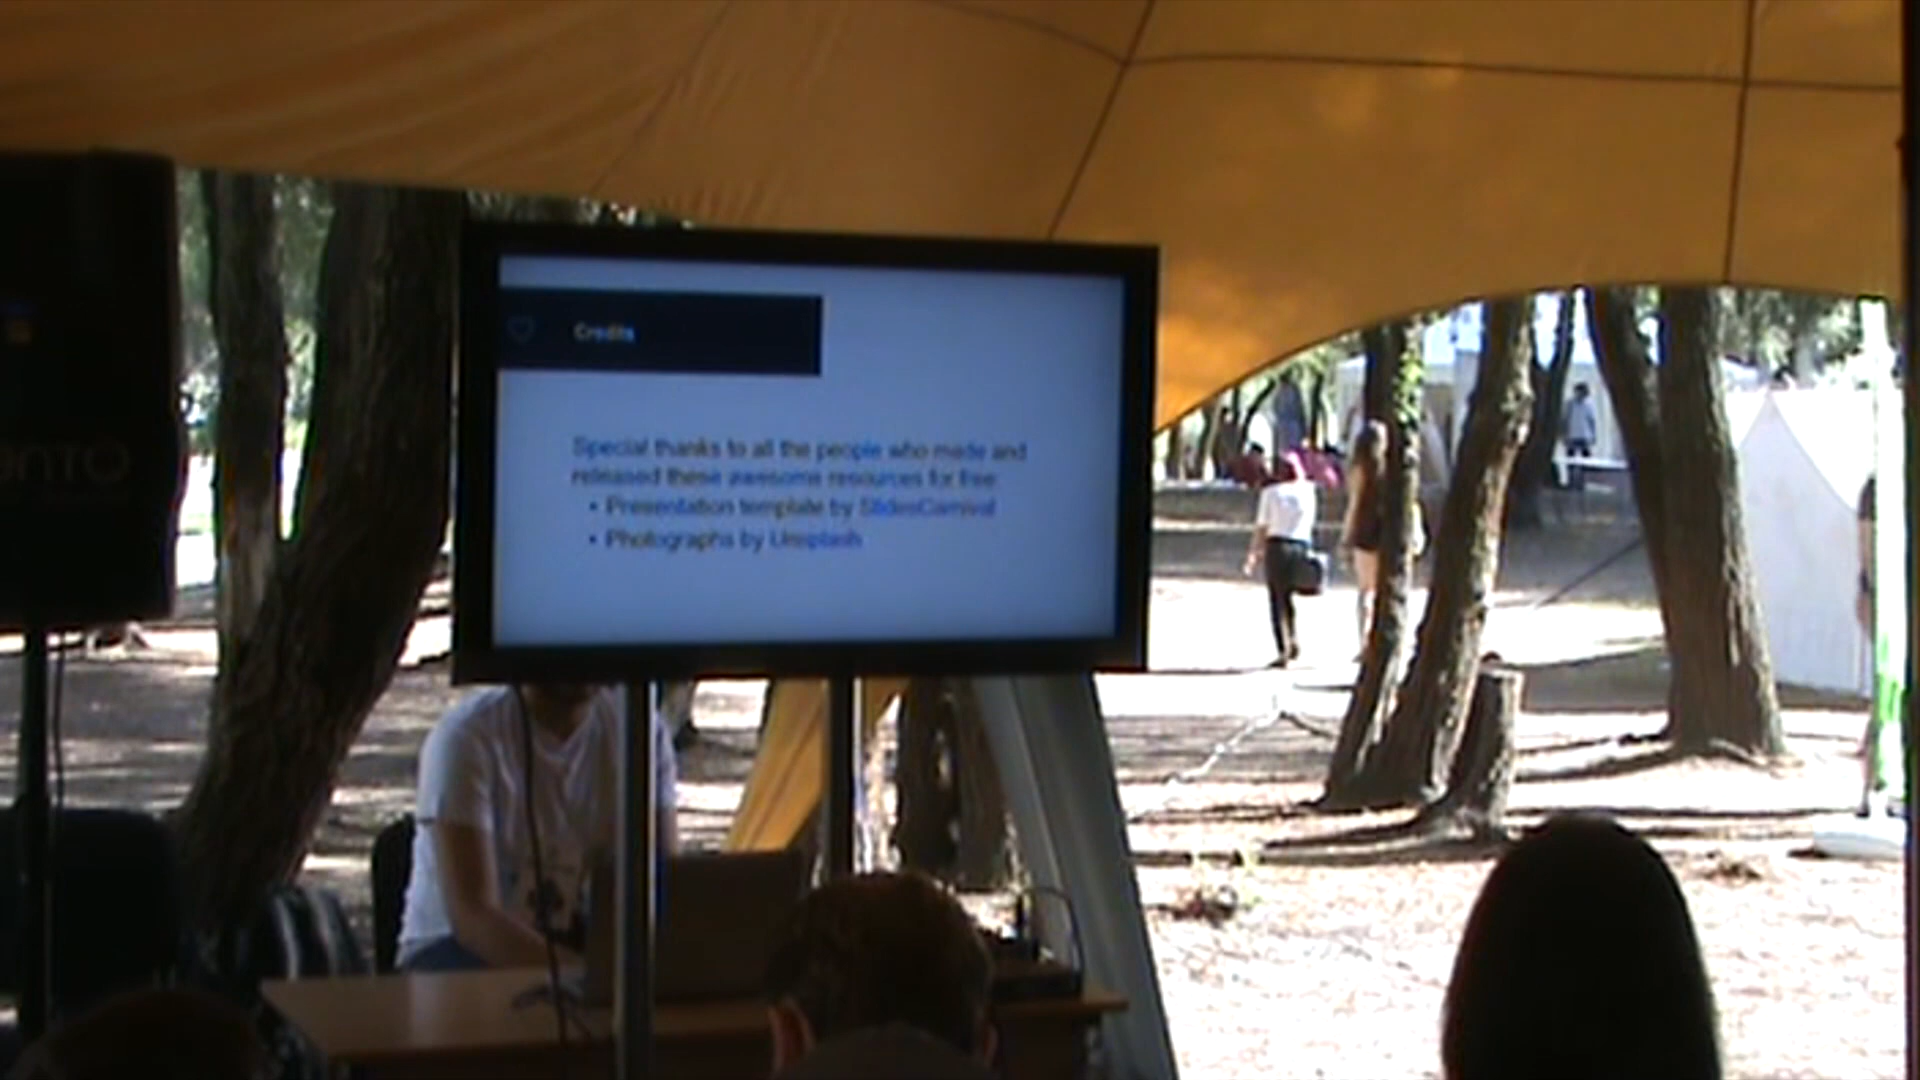 Credits
Special thanks to all the people who made and
released these awesome resources for free:
• Presentation template by SlidesCarnival
• Photographs by Unsplash